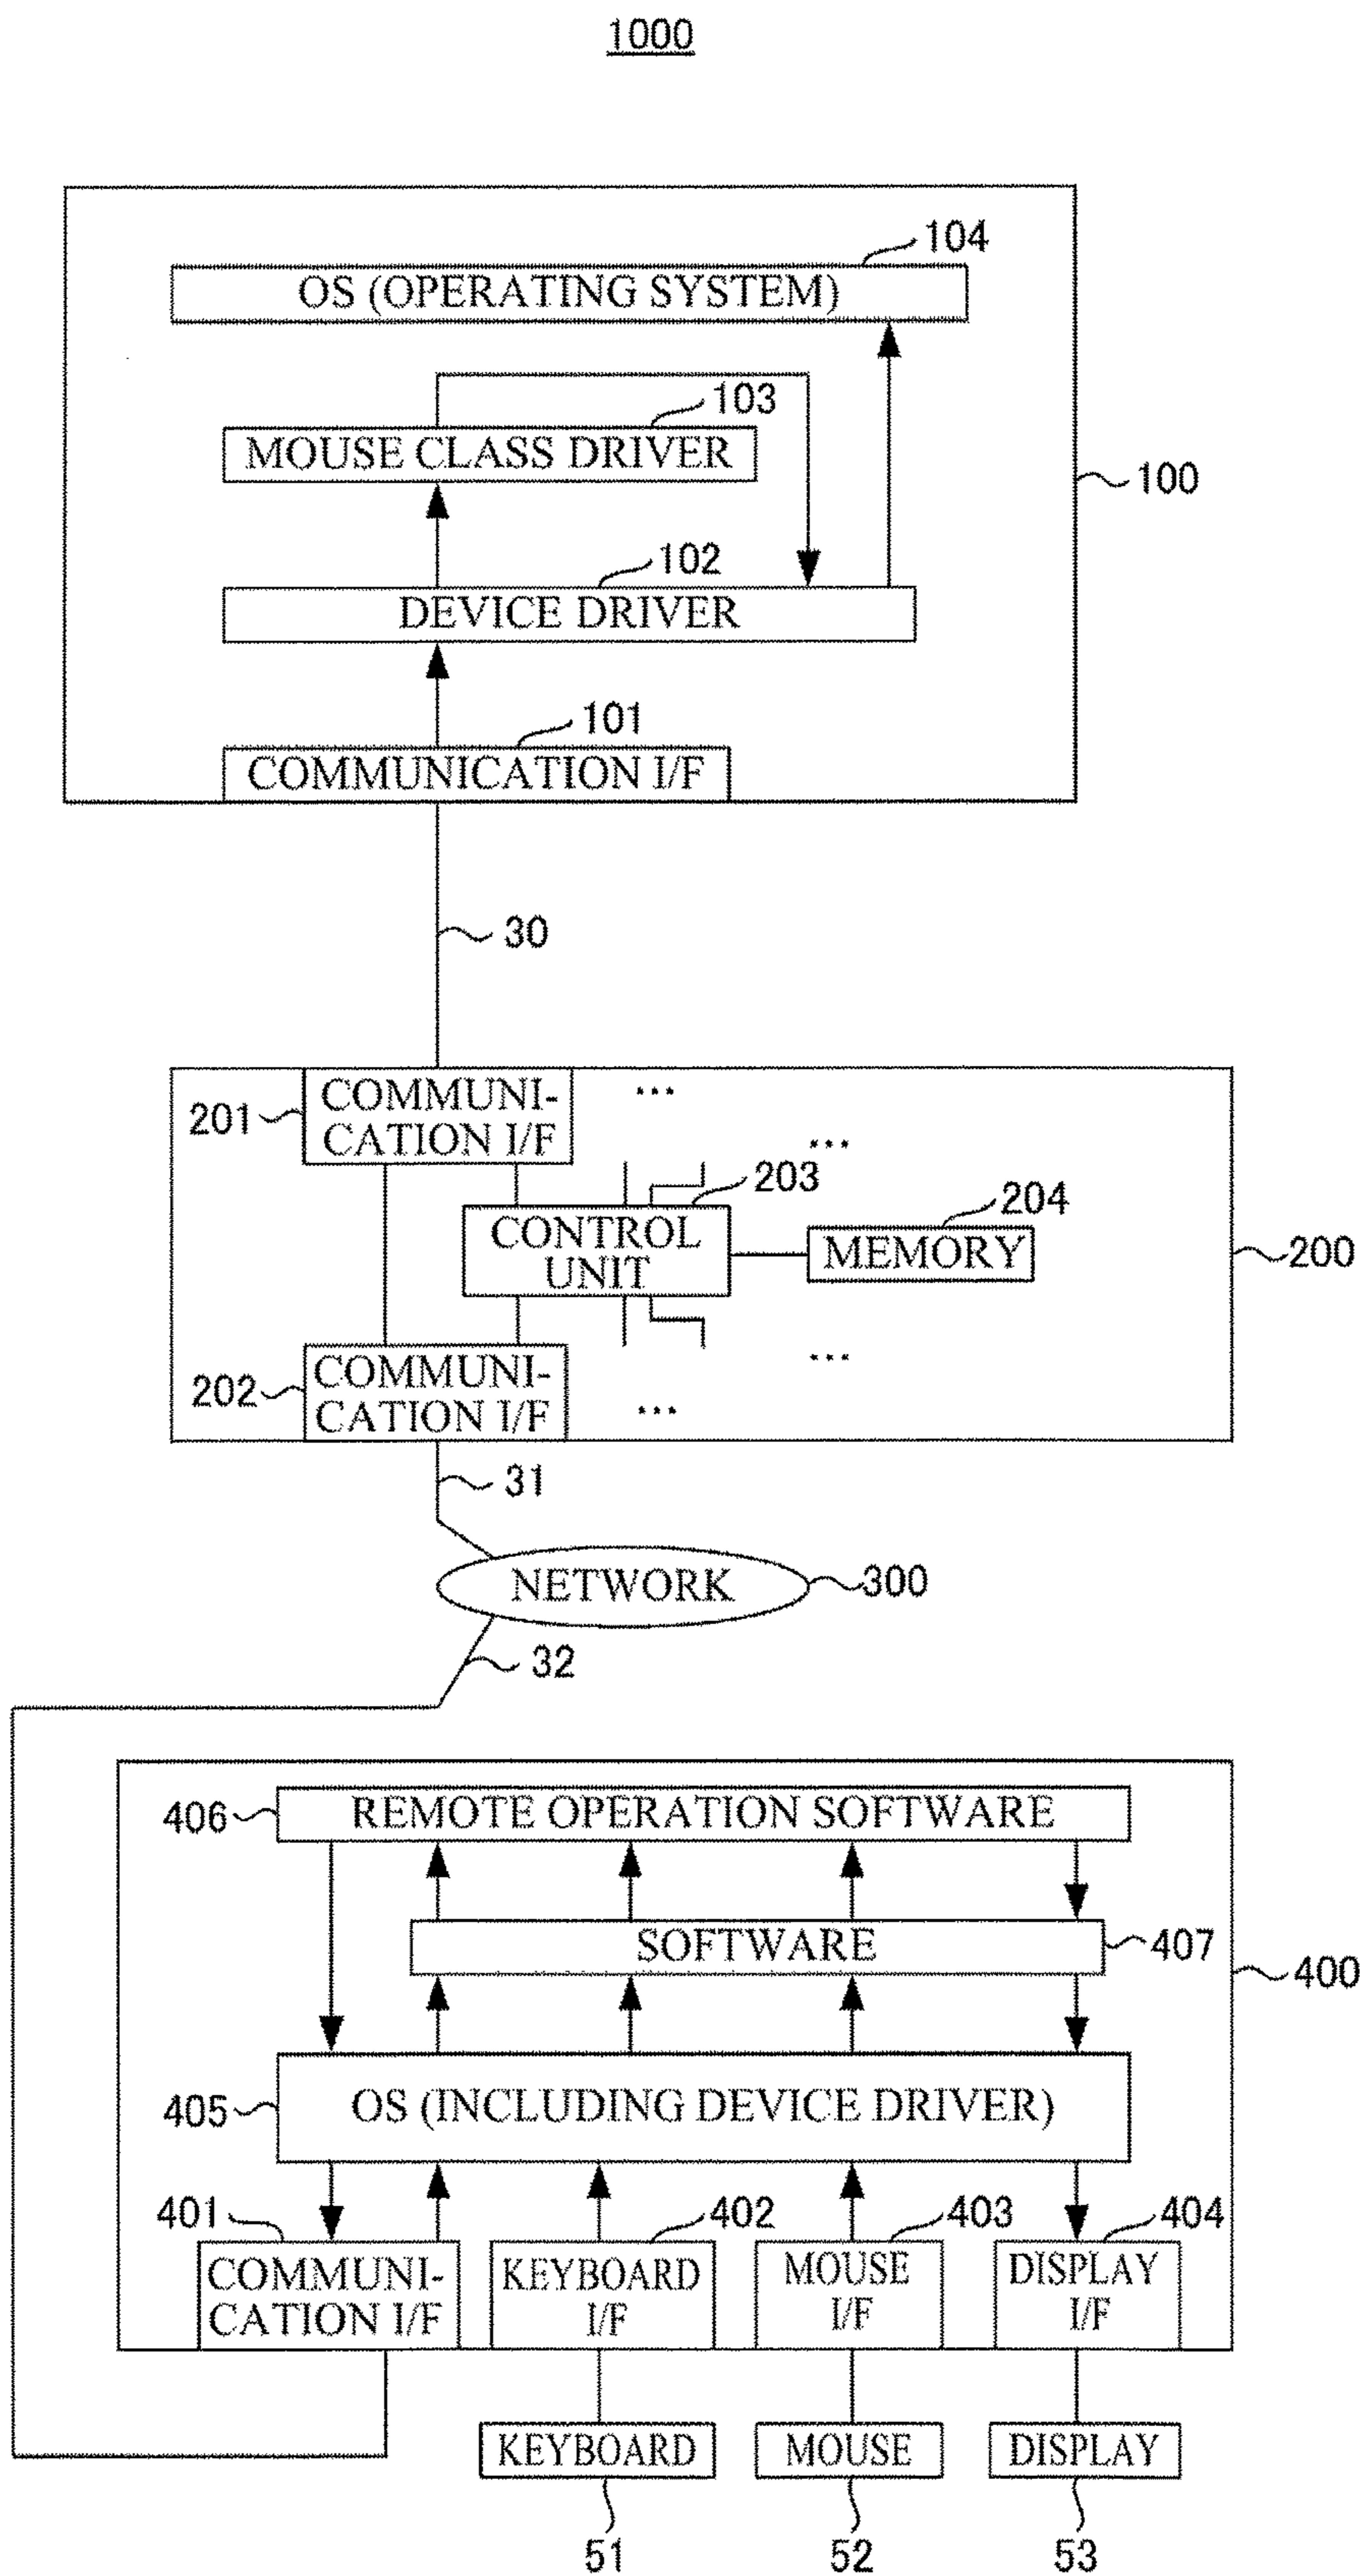 1000
104
OS (OPERATING SYSTEM)
103
MOUSE CLASS DRIVER
100
102
DEVICE DRIVER
101
COMMUNICATION I/F
30
201
COMMUNI-
CATION I/F
...
...
203
CONTROL
UNIT
204
MEMORY
200
202
COMMUNI-
CATION I/F
...
...
31
NETWORK
300
32
406
REMOTE OPERATION SOFTWARE
SOFTWARE
407
400
405
OS (INCLUDING DEVICE DRIVER)
401
COMMUNI-
CATION I/F
402
KEYBOARD
I/F
403
MOUSE
I/F
404
DISPLAY
I/F
KEYBOARD
MOUSE
DISPLAY
51
52
53